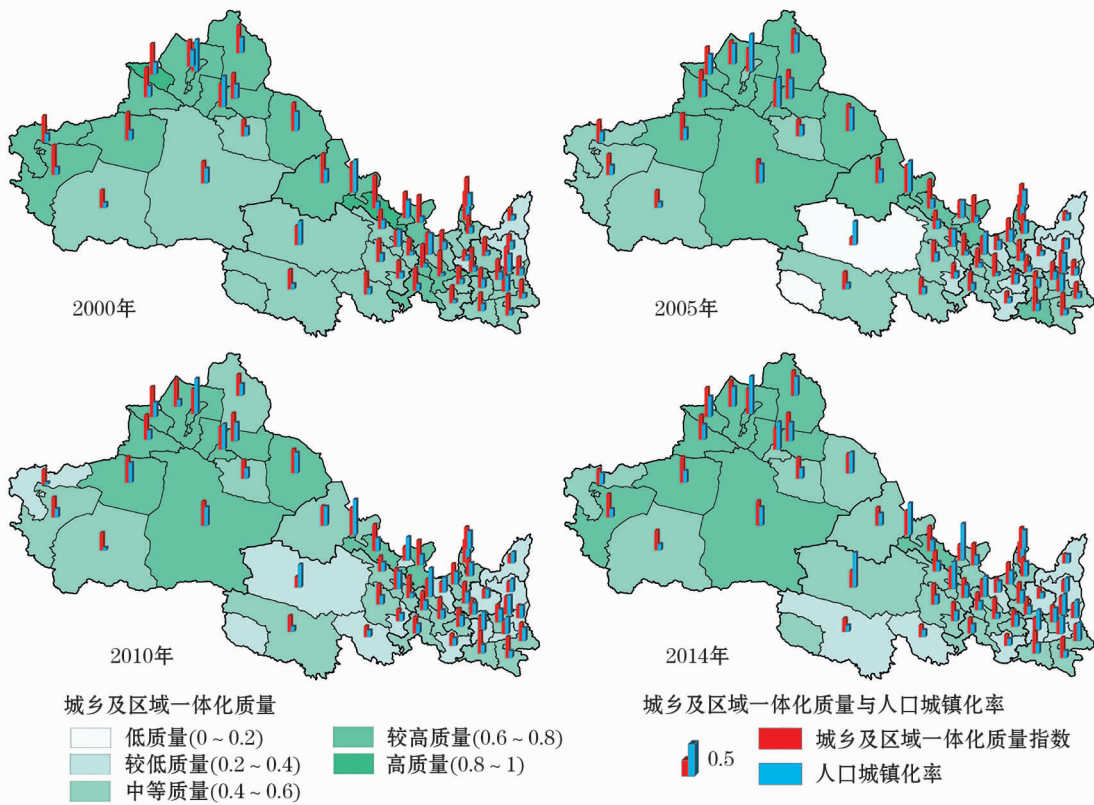 2000年
2005年
2010年
2014年
城乡及区域一体化质量
低质量(0～0.2)
较低质量(0.2～0.4)
中等质量(0.4～0.6)
较高质量(0.6～0.8)
高质量(0.8～1)
城乡及区域一体化质量与人口城镇化率
0.5
城乡及区域一体化质量指数
人口城镇化率